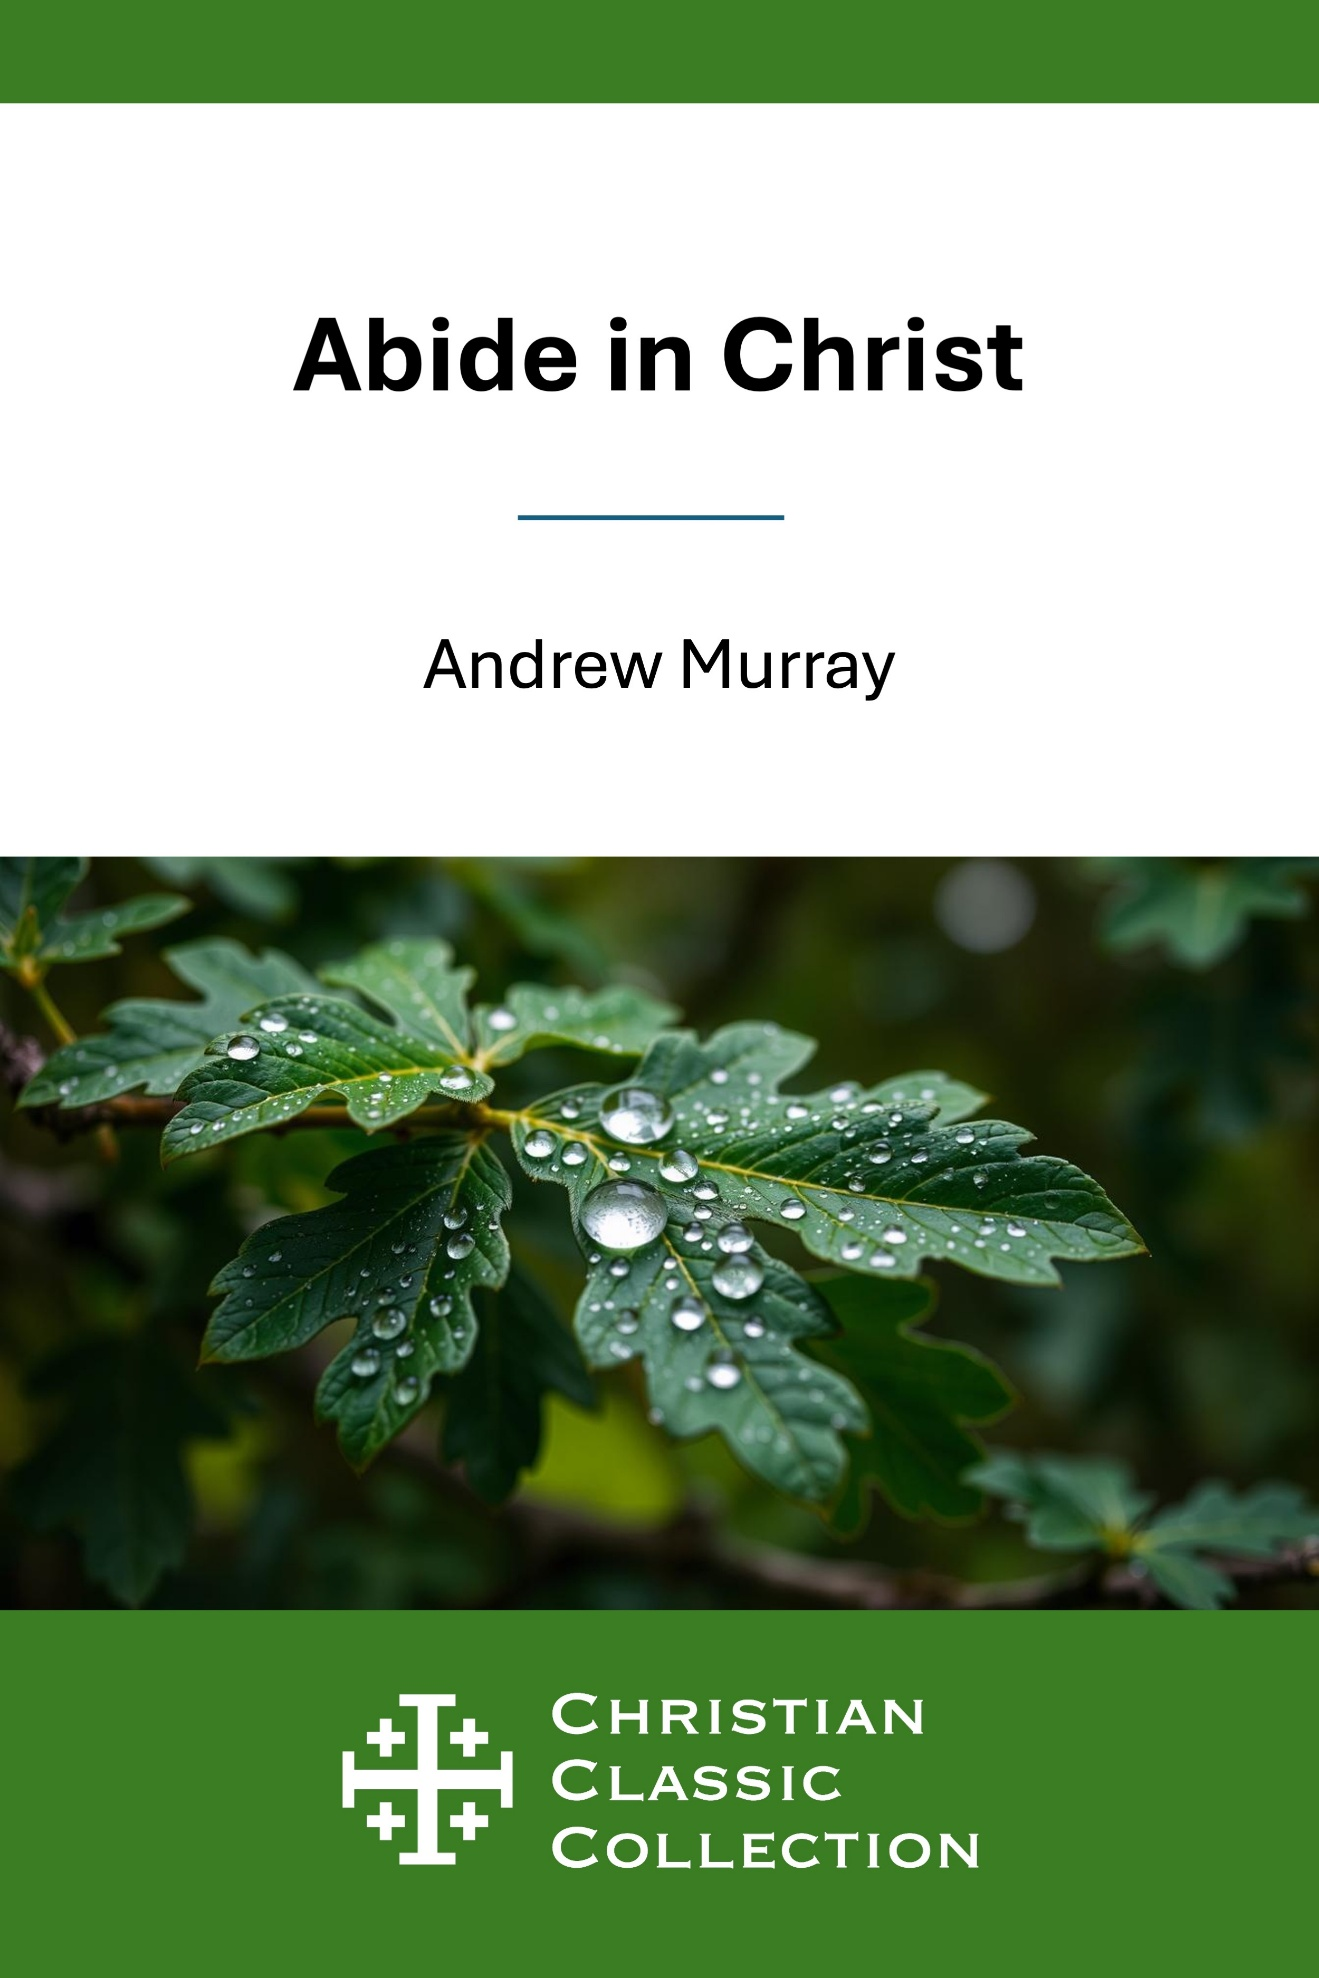 Abide in Christ
Andrew Murray
CHRISTIAN
CLASSIC
COLLECTION